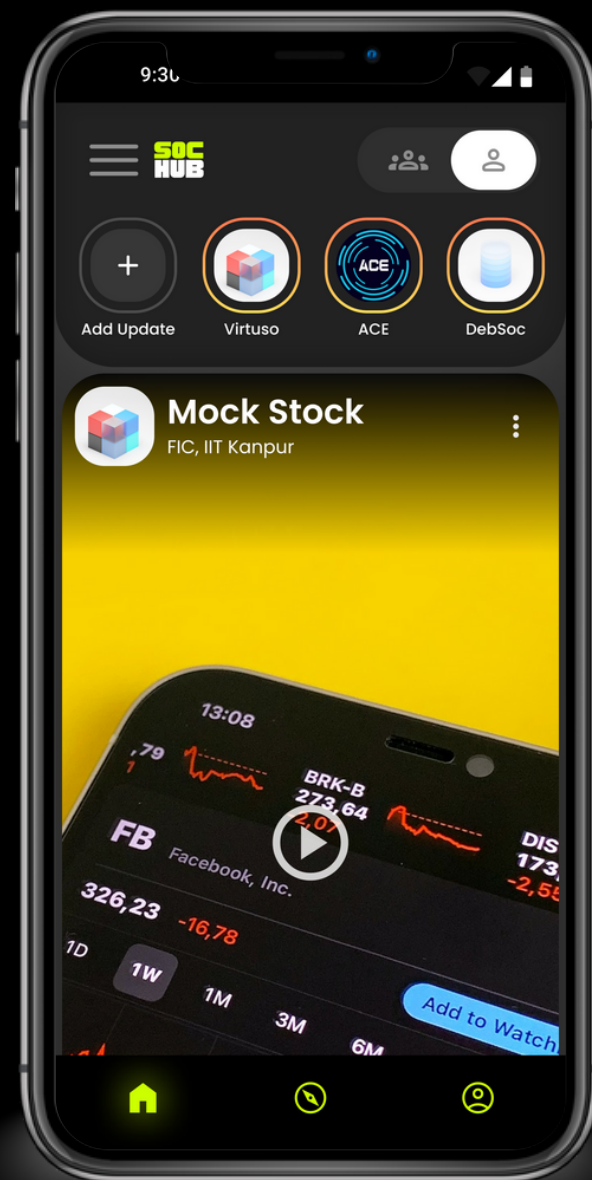 SOC
HUB
Add Update
Virtuso
ACE
ACE
DebSoc
Mock Stock
FIC, IIT Kanpur
13:08
,79
1
BRK-B
273,64
2,07
DIS
173,
-2,55
FB Facebook, Inc.
326,23 -16,78
1D 1W 1M 3M 6M
Add to Watch